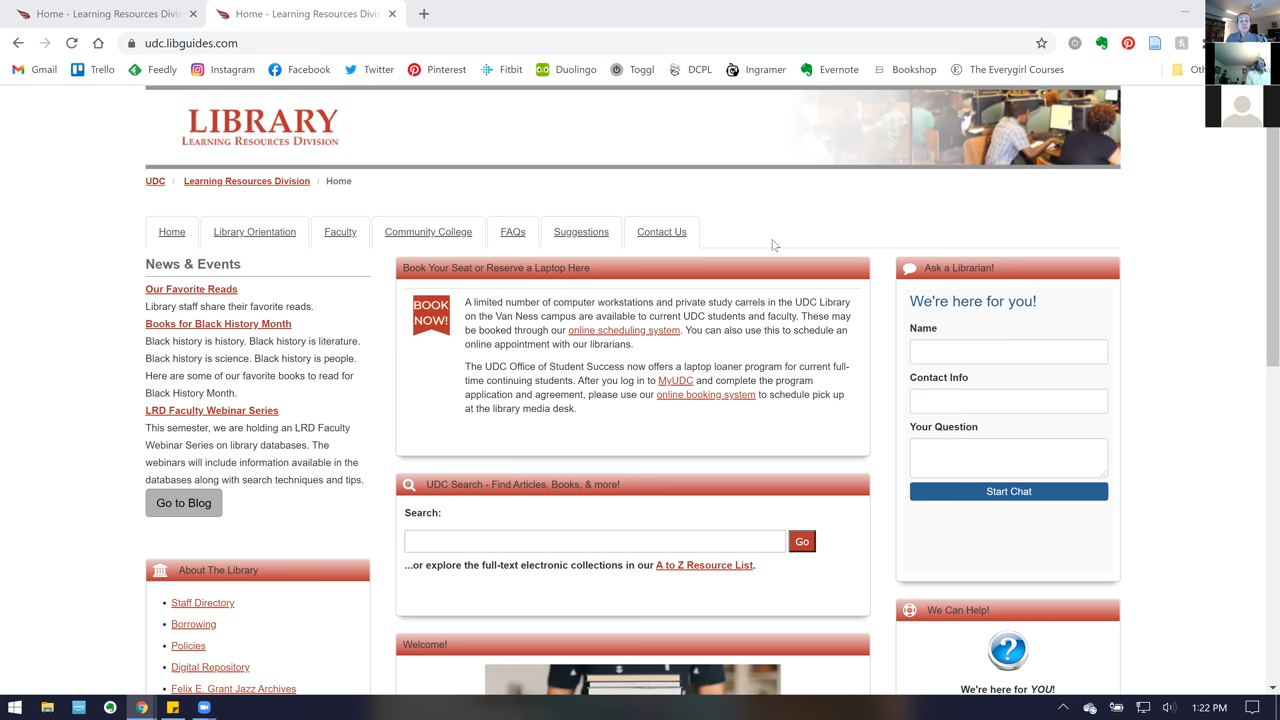 Home - Learning Resources Divis
Home - Learning Resources Divis
udc.libguides.com
Gmail
Trello
Feedly
Instagram
Facebook
Twitter
Pinterest
Fitbit
Duolingo
Toggl
DCPL
Ingramer
Evernote
Bookshop
The Everygirl Courses
LIBRARY
LEARNING RESOURCES DIVISION
UDC / Learning Resources Division / Home
Home
Library Orientation
Faculty
Community College
FAQs
Suggestions
Contact Us
News & Events
Our Favorite Reads
Library staff share their favorite reads.
Books for Black History Month
Black history is history. Black history is literature.
Black history is science. Black history is people.
Here are some of our favorite books to read for
Black History Month.
LRD Faculty Webinar Series
This semester, we are holding an LRD Faculty
Webinar Series on library databases. The
webinars will include information available in the
databases along with search techniques and tips.
Go to Blog
About The Library
• Staff Directory
• Borrowing
• Policies
• Digital Repository
• Felix E. Grant Jazz Archives
Book Your Seat or Reserve a Laptop Here
BOOK
NOW!
A limited number of computer workstations and private study carrels in the UDC Library
on the Van Ness campus are available to current UDC students and faculty. These may
be booked through our online scheduling system. You can also use this to schedule an
online appointment with our librarians.
The UDC Office of Student Success now offers a laptop loaner program for current full-
time continuing students. After you log in to MyUDC and complete the program
application and agreement, please use our online booking system to schedule pick up
at the library media desk.
UDC Search - Find Articles, Books, & more!
Search:
Go
...or explore the full-text electronic collections in our A to Z Resource List.
Welcome!
Ask a Librarian!
We're here for you!
Name
Contact Info
Your Question
Start Chat
We Can Help!
?
We're here for YOU!
1:22 PM